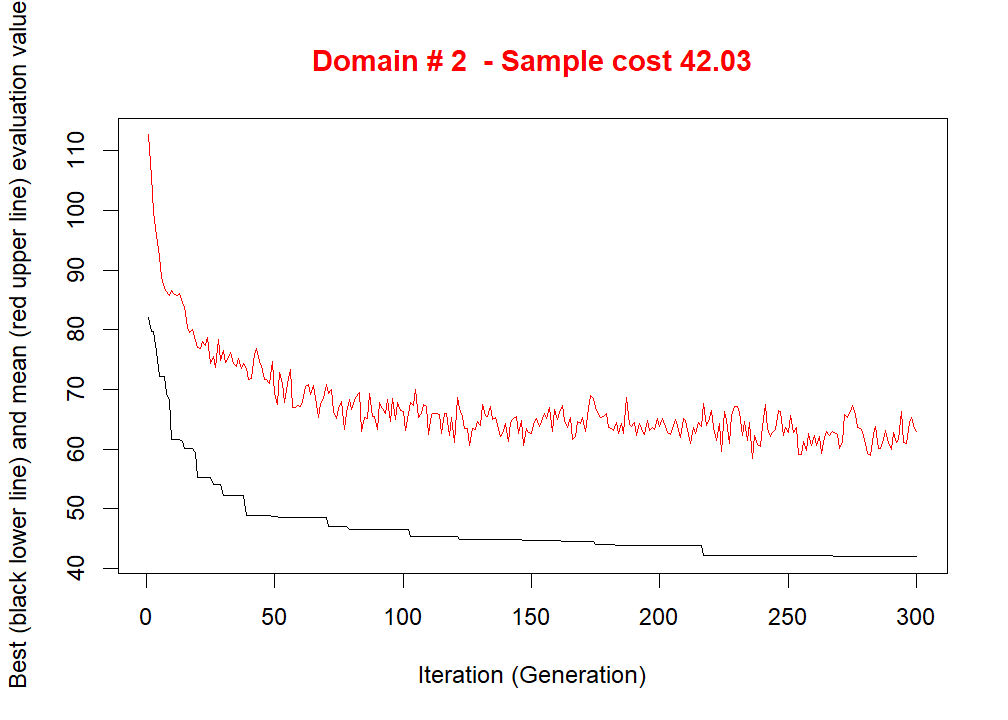 Domain # 2  - Sample cost 42.03
Best (black lower line) and mean (red upper line) evaluation value
110
100
90
80
70
60
50
40
0 50 100 150 200 250 300
Iteration (Generation)